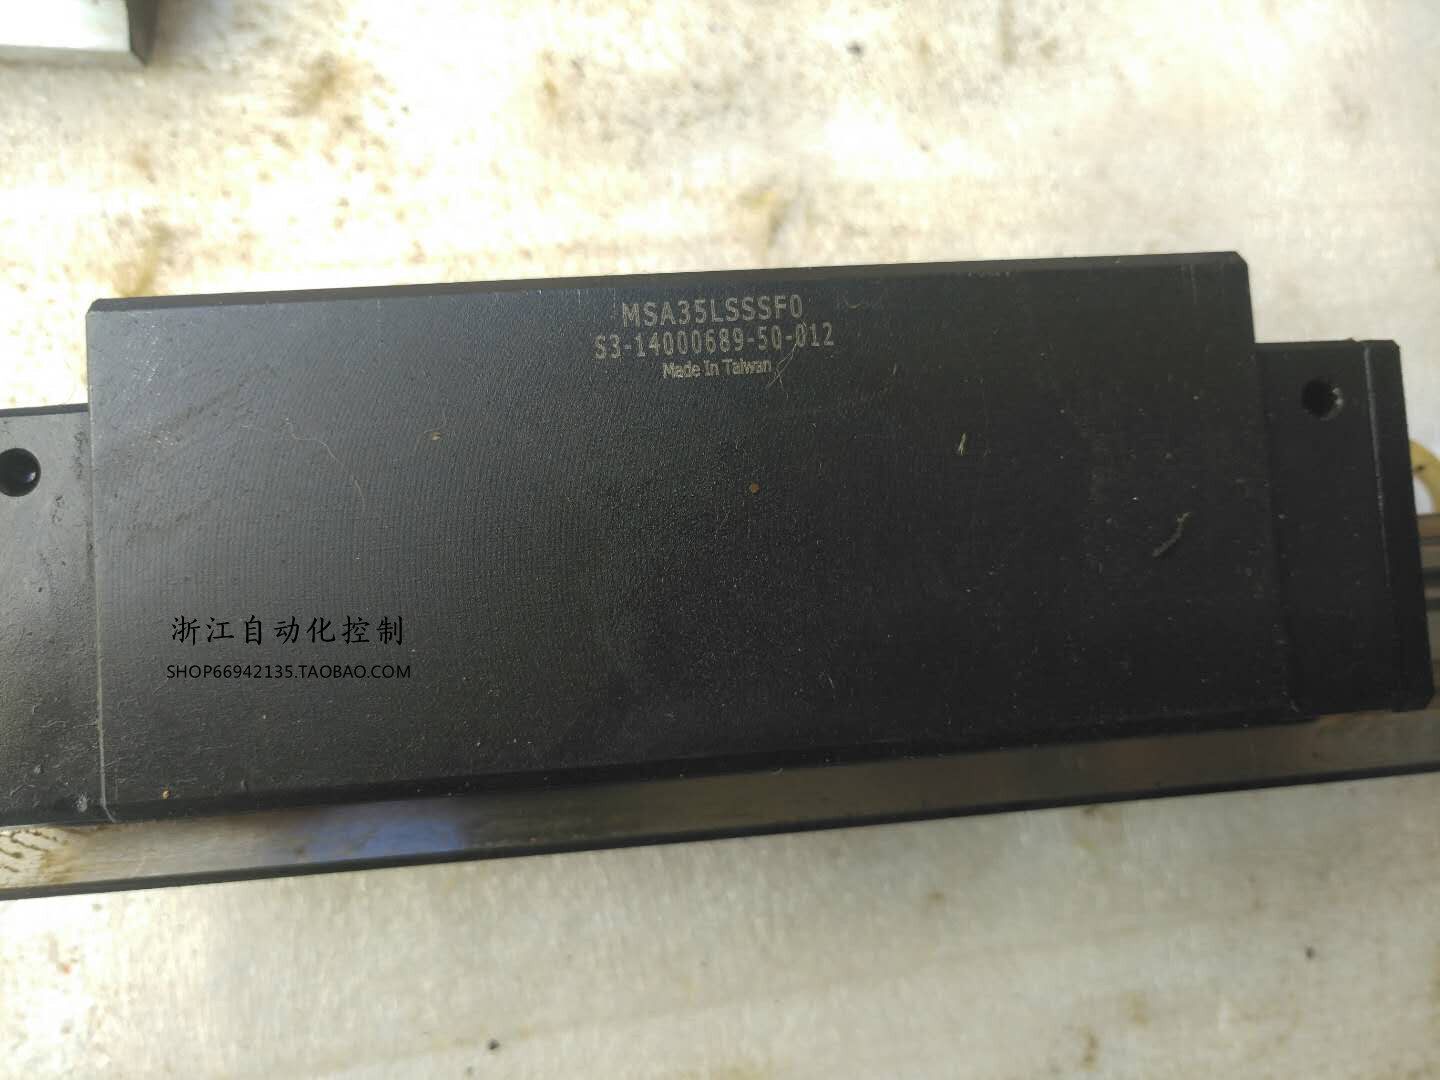 MSA35LSSSF0
S3-14000689-50-012
Made In Taiwan
浙江自动化控制
SHOP66942135.TAOBAO.COM